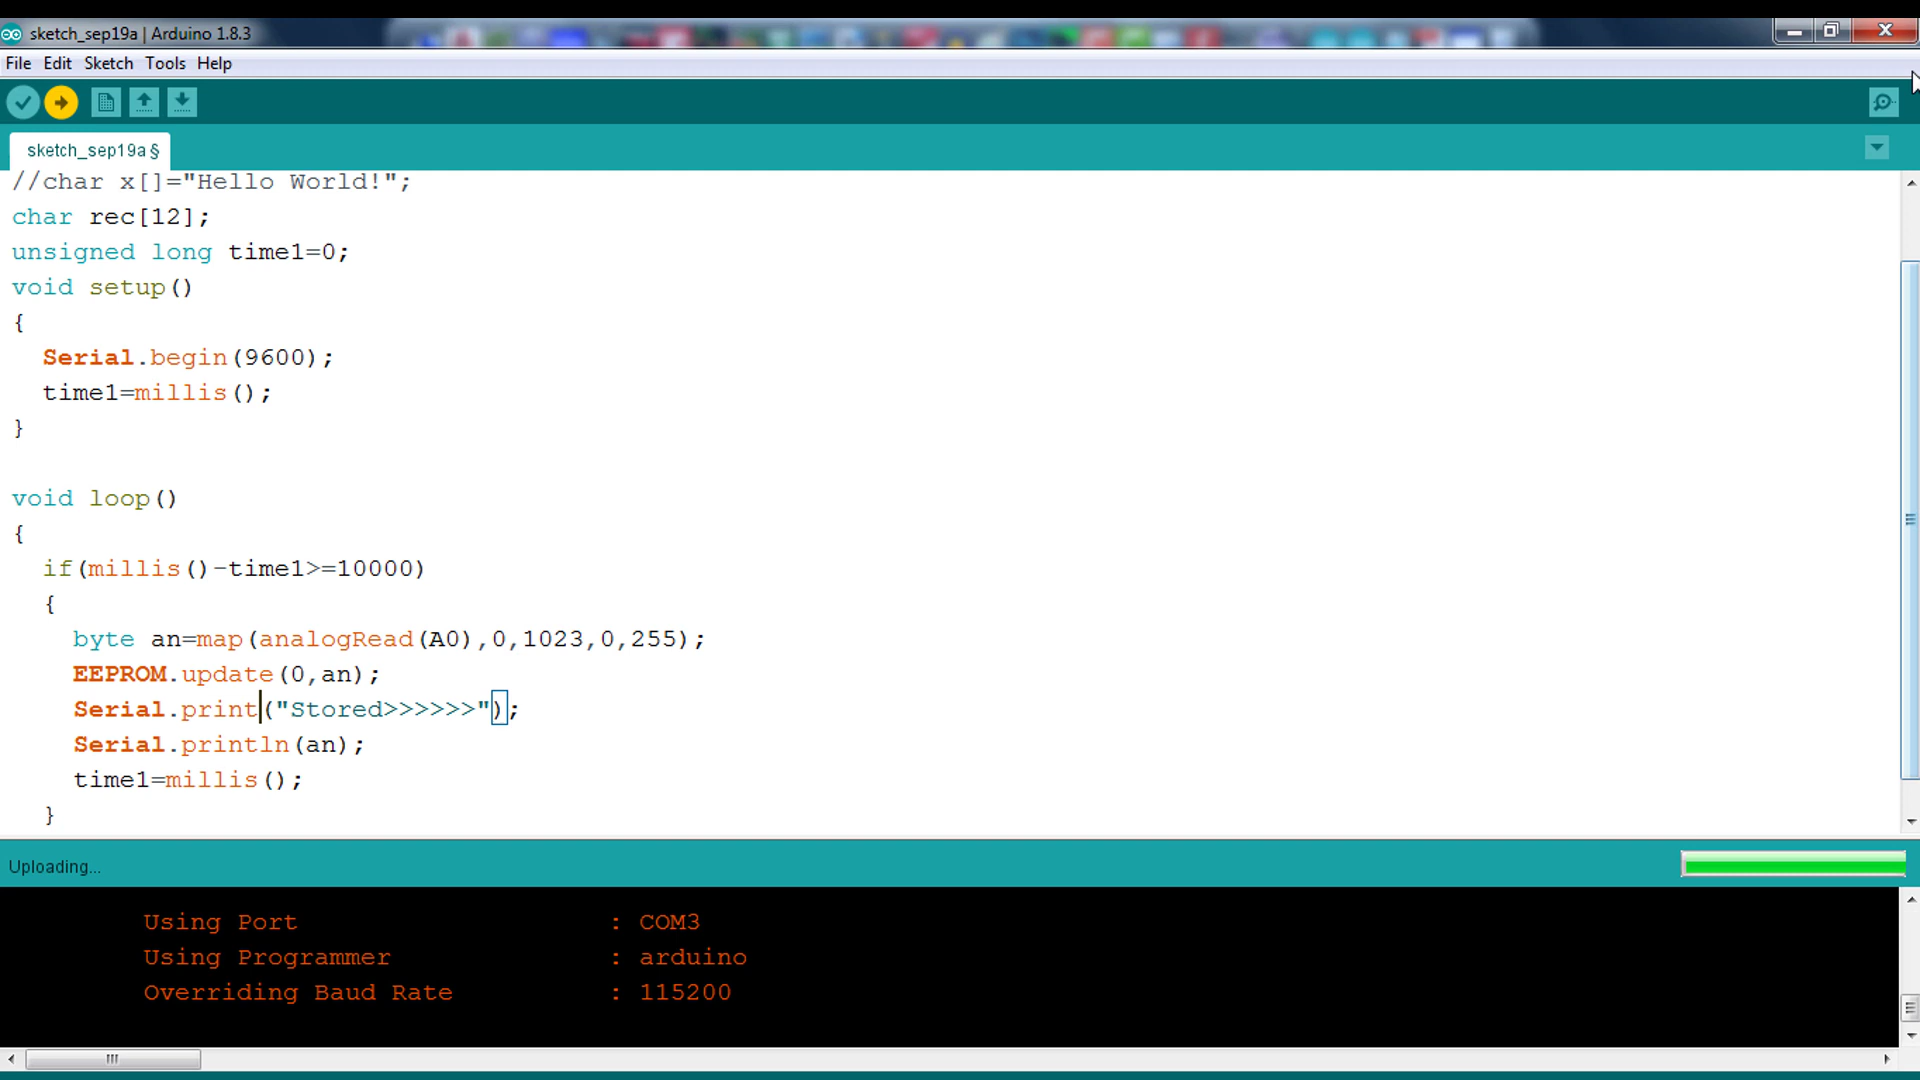 sketch_sep19a | Arduino 1.8.3
File Edit Sketch Tools Help
sketch_sep19a §
//char x[]="Hello World!";
char rec[12];
unsigned long time1=0;
void setup()
{
Serial.begin(9600);
time1=millis();
}
void loop()
{
if(millis()-time1>=10000)
{
byte an=map(analogRead(A0),0,1023,0,255);
EEPROM.update(0,an);
Serial.print("Stored>>>>>>");
Serial.println(an);
time1=millis();
}
Uploading...
Using Port : COM3
Using Programmer : arduino
Overriding Baud Rate : 115200